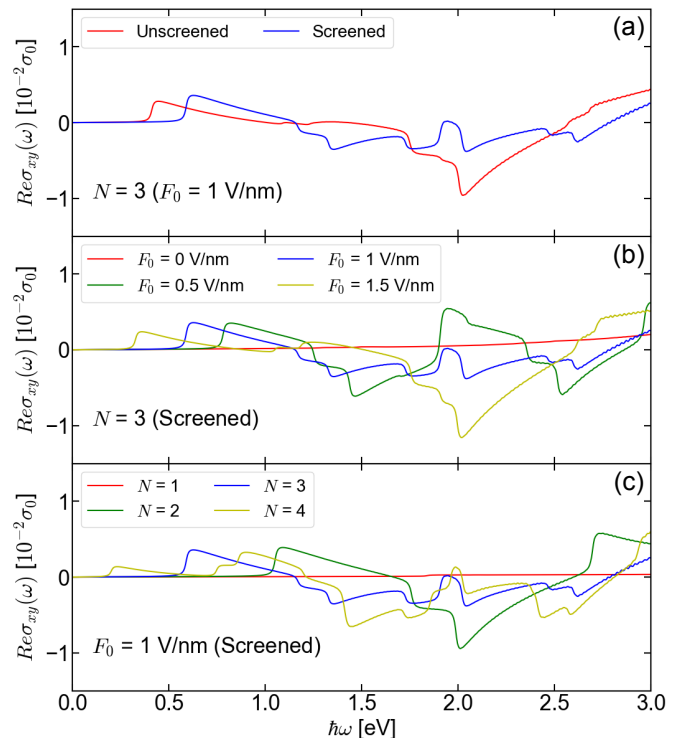 (a)
Unscreened Screened
Reσxy(ω) [10⁻²σ₀]
1
0
−1
N = 3 (F₀ = 1 V/nm)
(b)
F₀ = 0 V/nm F₀ = 1 V/nm
F₀ = 0.5 V/nm F₀ = 1.5 V/nm
Reσxy(ω) [10⁻²σ₀]
1
0
−1
N = 3 (Screened)
(c)
N = 1 N = 3
N = 2 N = 4
Reσxy(ω) [10⁻²σ₀]
1
0
−1
F₀ = 1 V/nm (Screened)
0.0 0.5 1.0 1.5 2.0 2.5 3.0
ℏω [eV]